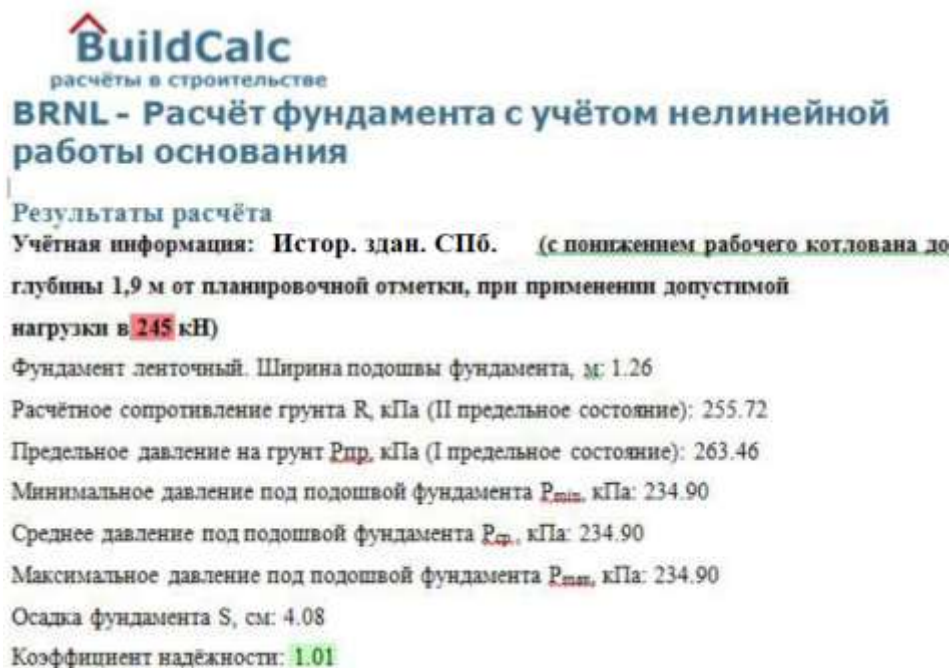 BuildCalc
расчёты в строительстве
BRNL - Расчёт фундамента с учётом нелинейной
работы основания
Результаты расчёта
Учётная информация: Истор. здан. СПб. (с понижением рабочего котлована до
глубины 1,9 м от планировочной отметки, при применении допустимой
нагрузки в 245 кН)
Фундамент ленточный. Ширина подошвы фундамента, м: 1.26
Расчётное сопротивление грунта R, кПа (II предельное состояние): 255.72
Предельное давление на грунт Рпр, кПа (I предельное состояние): 263.46
Минимальное давление под подошвой фундамента Pmin, кПа: 234.90
Среднее давление под подошвой фундамента Рср., кПа: 234.90
Максимальное давление под подошвой фундамента Pmax, кПа: 234.90
Осадка фундамента S, см: 4.08
Коэффициент надёжности: 1.01